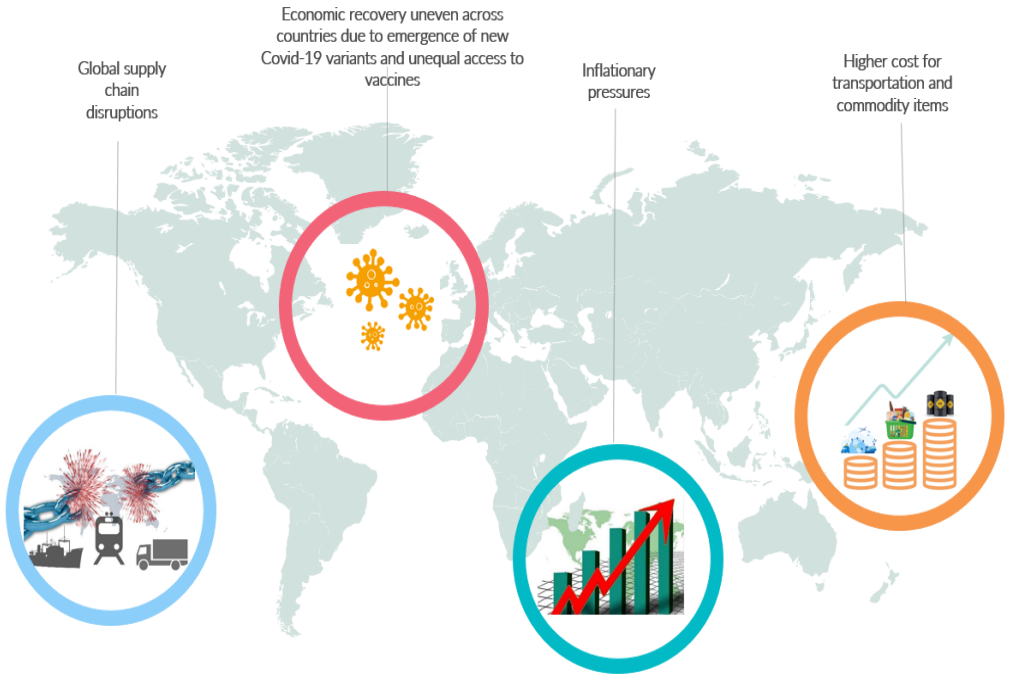 Global supply
chain
disruptions
Economic recovery uneven across
countries due to emergence of new
Covid-19 variants and unequal access to
vaccines
Inflationary
pressures
Higher cost for
transportation and
commodity items